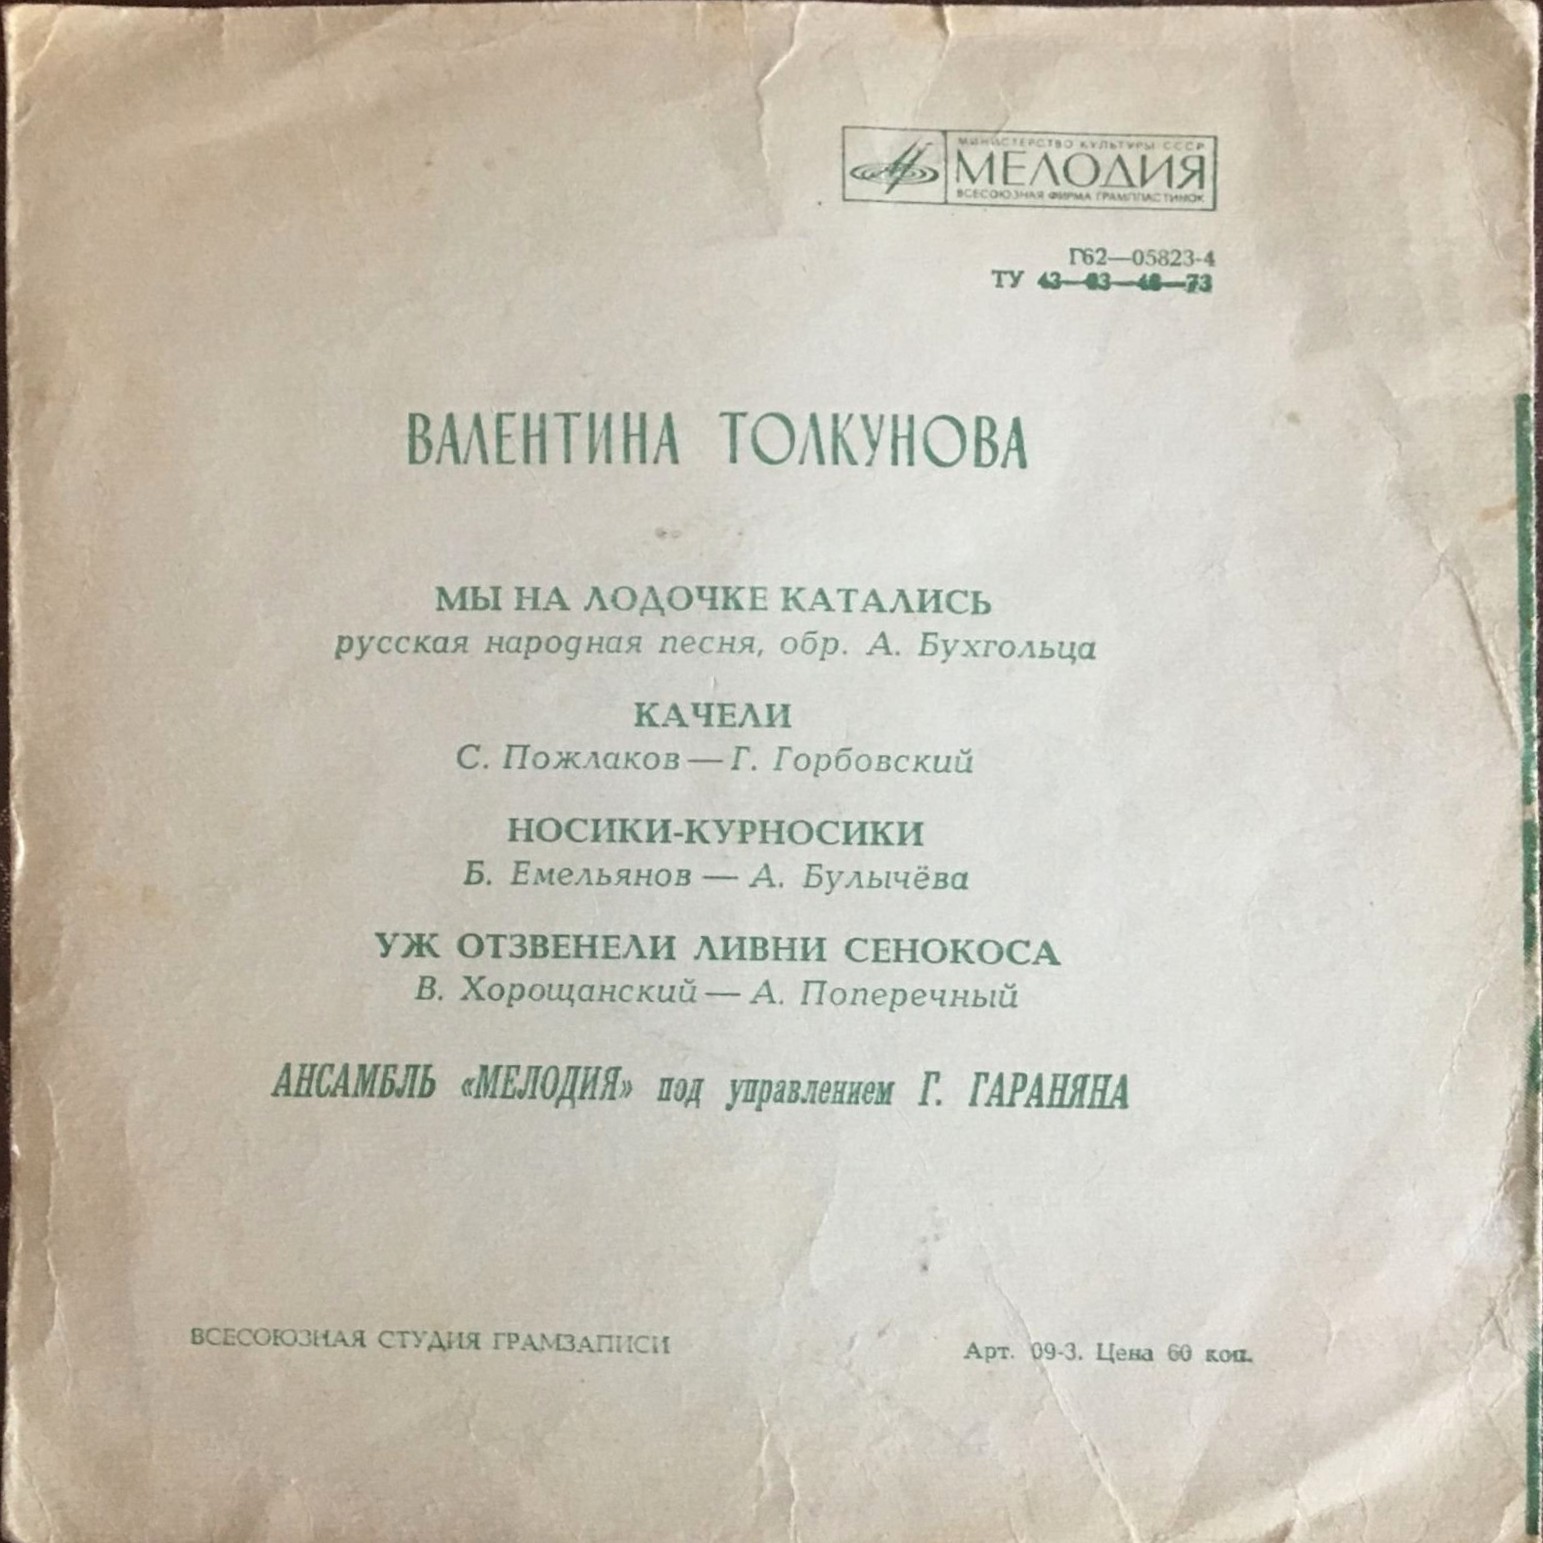 МИНИСТЕРСТВО КУЛЬТУРЫ СССР
МЕЛОДИЯ
ВСЕСОЮЗНАЯ ФИРМА ГРАМПЛАСТИНОК
Г62—05823-4
ТУ 43—03—48—73
ВАЛЕНТИНА ТОЛКУНОВА
МЫ НА ЛОДОЧКЕ КАТАЛИСЬ
русская народная песня, обр. А. Бухгольца
КАЧЕЛИ
С. Пожлаков — Г. Горбовский
НОСИКИ-КУРНОСИКИ
Б. Емельянов — А. Булычёва
УЖ ОТЗВЕНЕЛИ ЛИВНИ СЕНОКОСА
В. Хорощанский — А. Поперечный
АНСАМБЛЬ «МЕЛОДИЯ» под управлением Г. ГАРАНЯНА
ВСЕСОЮЗНАЯ СТУДИЯ ГРАМЗАПИСИ
Арт. 09-3. Цена 60 коп.